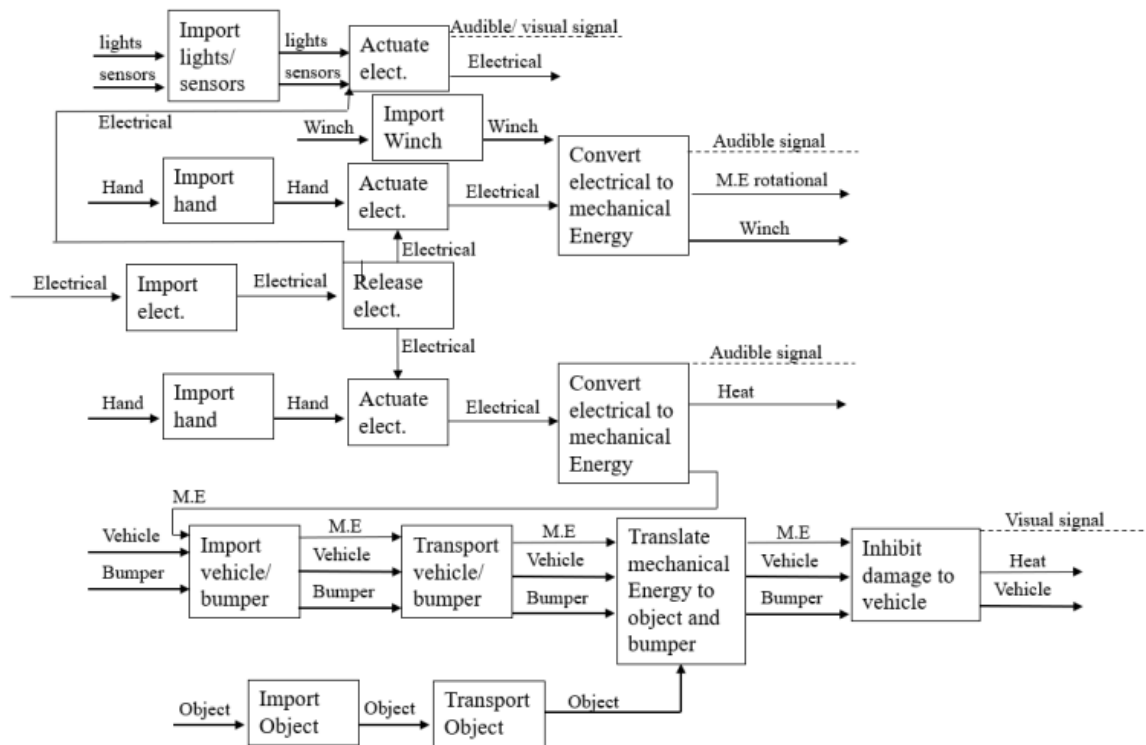 lights
sensors
Import
lights/
sensors
lights
sensors
Actuate
elect.
Audible/ visual signal
Electrical
Electrical
Winch
Import
Winch
Winch
Hand
Import
hand
Hand
Actuate
elect.
Electrical
Convert
electrical to
mechanical
Energy
Audible signal
M.E rotational
Winch
Electrical
Electrical
Import
elect.
Electrical
Release
elect.
Electrical
Hand
Import
hand
Hand
Actuate
elect.
Electrical
Convert
electrical to
mechanical
Energy
Audible signal
Heat
M.E
Vehicle
Bumper
Import
vehicle/
bumper
M.E
Vehicle
Bumper
Transport
vehicle/
bumper
M.E
Vehicle
Bumper
Translate
mechanical
Energy to
object and
bumper
M.E
Vehicle
Bumper
Inhibit
damage to
vehicle
Visual signal
Heat
Vehicle
Object
Import
Object
Object
Transport
Object
Object